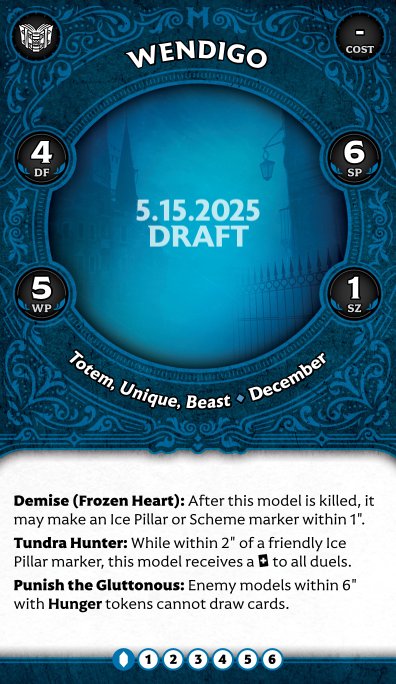 WENDIGO
-
COST
4
DF
6
SP
5.15.2025
DRAFT
5
WP
1
SZ
Totem, Unique, Beast ⬥ December
Demise (Frozen Heart): After this model is killed, it
may make an Ice Pillar or Scheme marker within 1".
Tundra Hunter: While within 2" of a friendly Ice
Pillar marker, this model receives a to all duels.
Punish the Gluttonous: Enemy models within 6"
with Hunger tokens cannot draw cards.
1 2 3 4 5 6